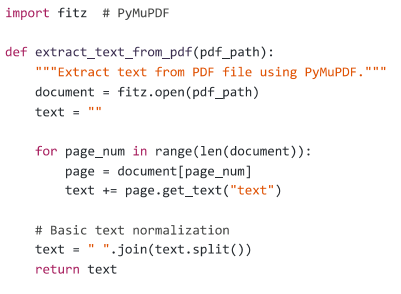 import fitz  # PyMuPDF

def extract_text_from_pdf(pdf_path):
    """Extract text from PDF file using PyMuPDF."""
    document = fitz.open(pdf_path)
    text = ""

    for page_num in range(len(document)):
        page = document[page_num]
        text += page.get_text("text")

    # Basic text normalization
    text = " ".join(text.split())
    return text